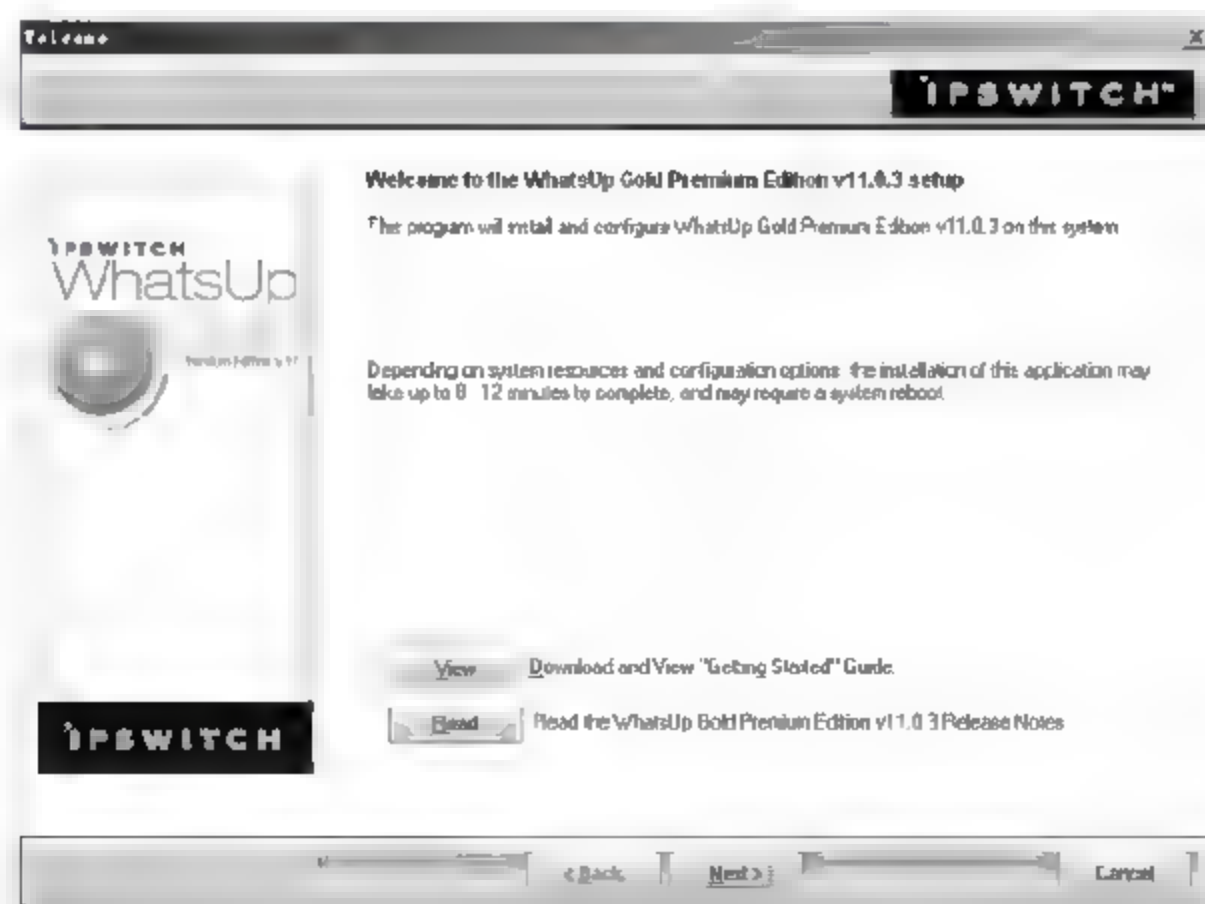 Welcome
IPSWITCH
Welcome to the WhatsUp Gold Premium Edition v11.0.3 setup
This program will install and configure WhatsUp Gold Premium Edition v11.0.3 on this system
IPSWITCH
WhatsUp
Premium Edition
Depending on system resources and configuration options the installation of this application may
take up to 8 12 minutes to complete, and may require a system reboot
View Download and View "Getting Started" Guide.
Read Read the WhatsUp Gold Premium Edition v11.0.3 Release Notes
IPSWITCH
< Back Next > Cancel